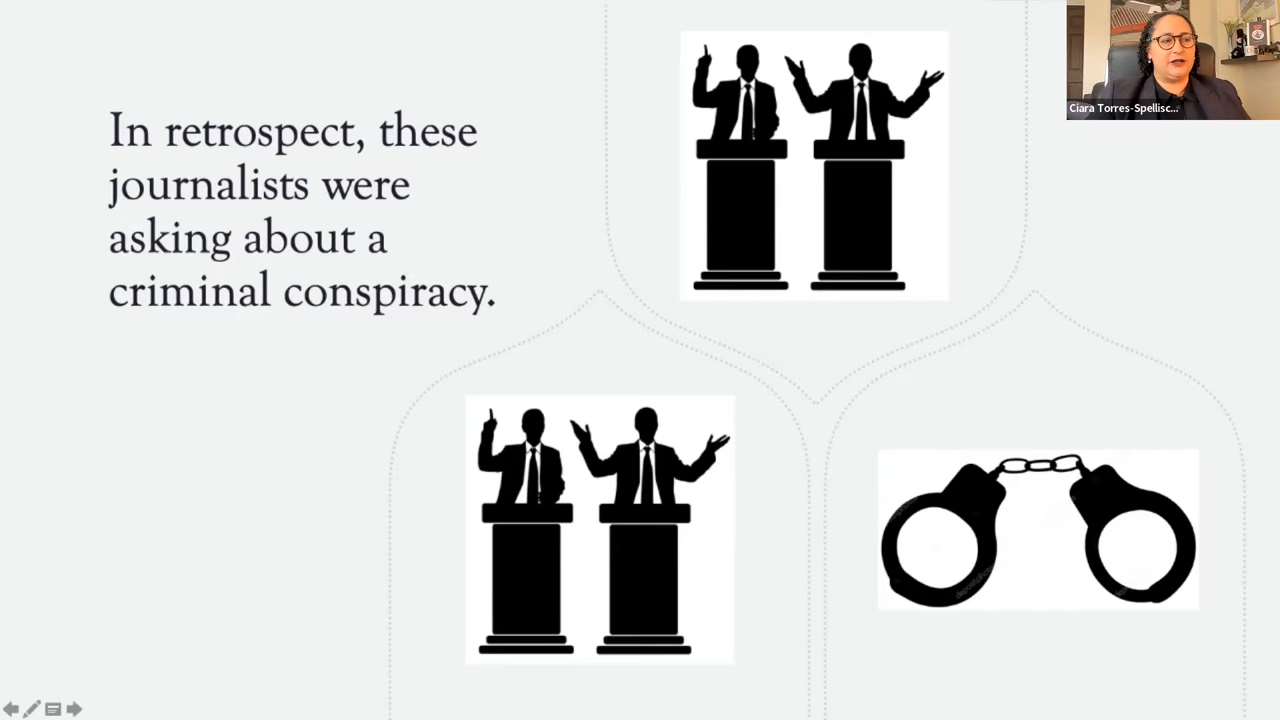 In retrospect, these
journalists were
asking about a
criminal conspiracy.
Ciara Torres-Spellisc...